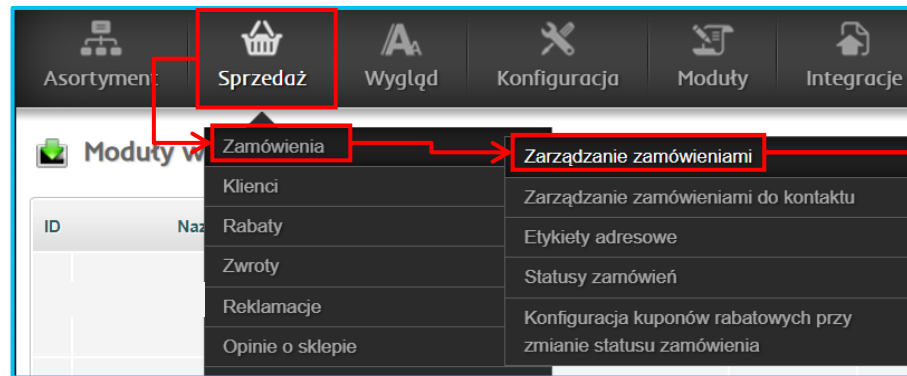 Asortyment Sprzedaż Wygląd Konfiguracja Moduły Integracje
Moduły w
Zamówienia
Klienci
Rabaty
Zwroty
Reklamacje
Opinie o sklepie
Zarządzanie zamówieniami
Zarządzanie zamówieniami do kontaktu
Etykiety adresowe
Statusy zamówień
Konfiguracja kuponów rabatowych przy
zmianie statusu zamówienia
ID Naz